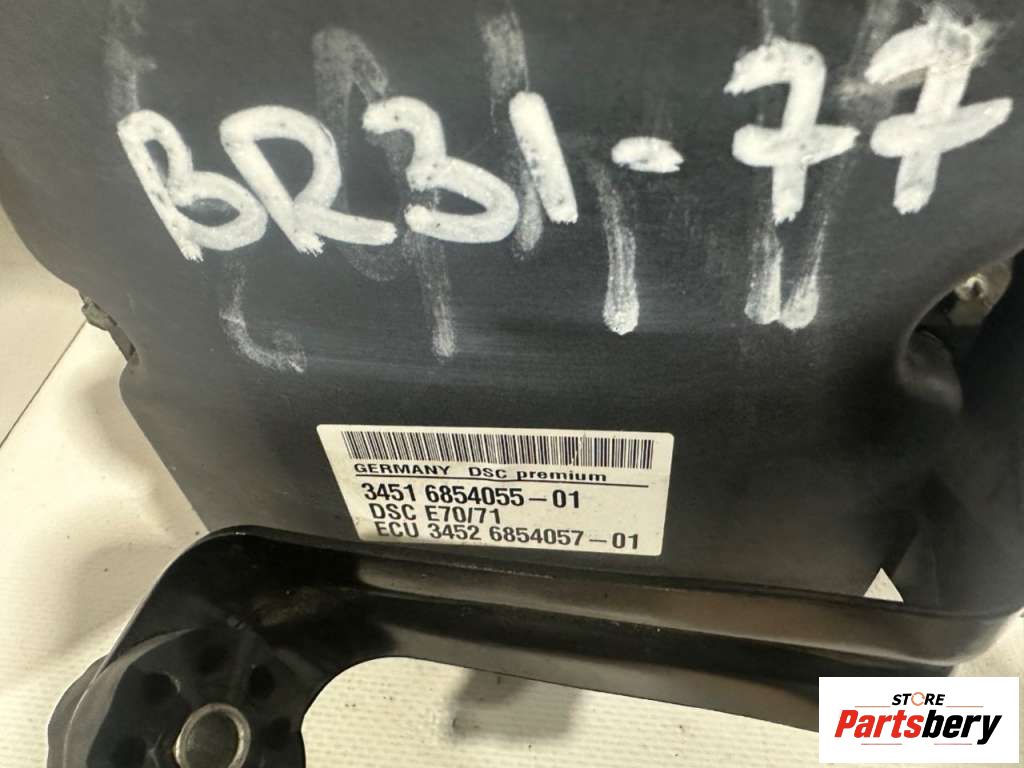 BR31-77
GERMANY DSC premium
3451 6854055-01
DSC E70/71
ECU 3452 6854057-01
STORE
Partsbery